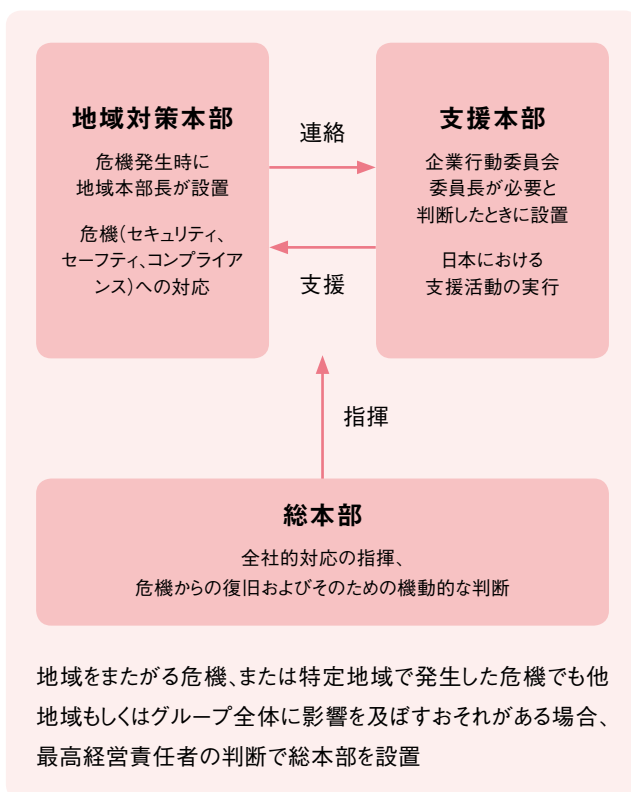 地域対策本部
危機発生時に
地域本部長が設置
危機（セキュリティ、
セーフティ、コンプライア
ンス）への対応
連絡
支援
支援本部
企業行動委員会
委員長が必要と
判断したときに設置
日本における
支援活動の実行
指揮
総本部
全社的対応の指揮、
危機からの復旧およびそのための機動的な判断
地域をまたがる危機、または特定地域で発生した危機でも他
地域もしくはグループ全体に影響を及ぼすおそれがある場合、
最高経営責任者の判断で総本部を設置